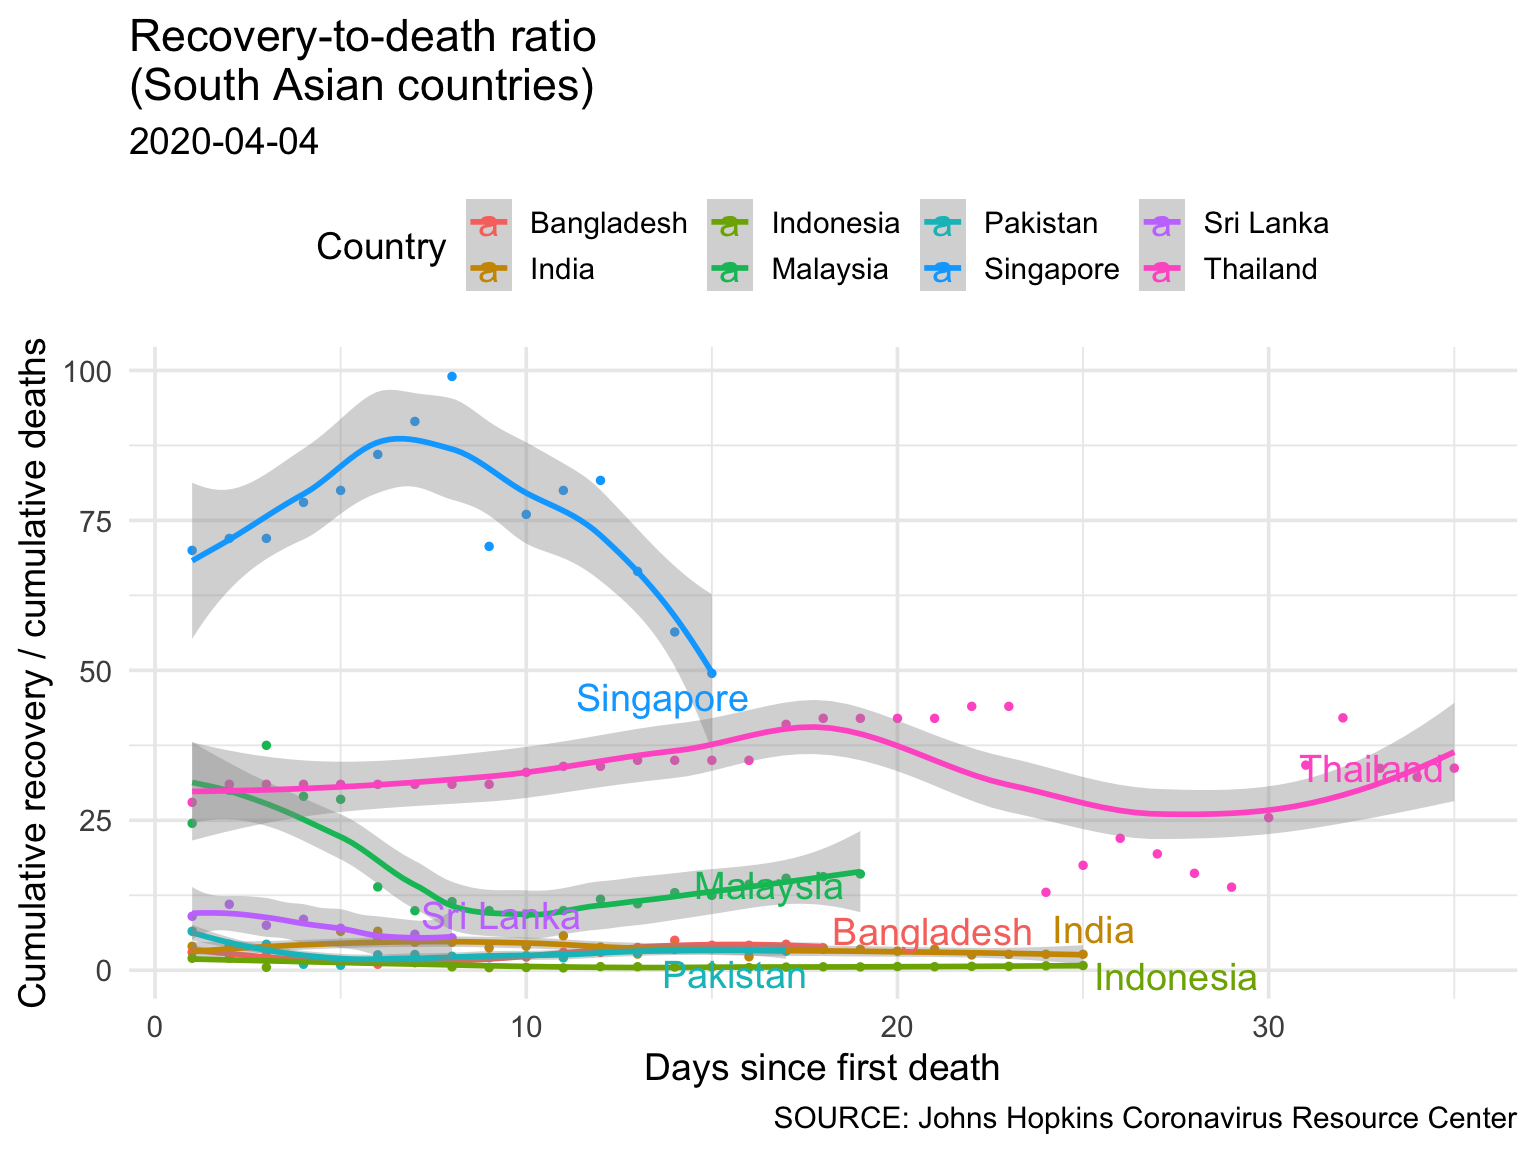 Recovery-to-death ratio
(South Asian countries)
2020-04-04
Country
a Bangladesh a Indonesia a Pakistan a Sri Lanka
a India a Malaysia a Singapore a Thailand
Cumulative recovery / cumulative deaths
100
75
50
25
0
Singapore
Thailand
Malaysia
Sri Lanka
Bangladesh
India
Pakistan
Indonesia
0 10 20 30
Days since first death
SOURCE: Johns Hopkins Coronavirus Resource Center